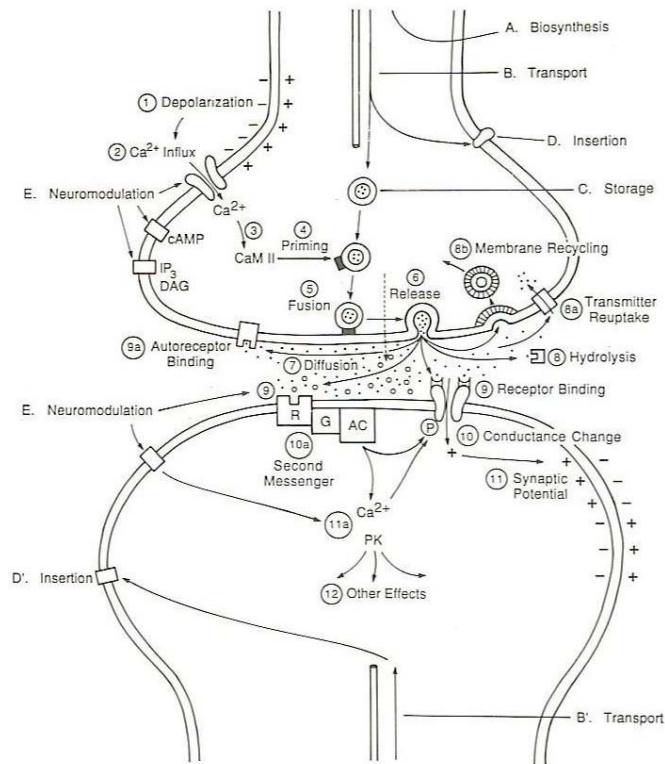 A. Biosynthesis
B. Transport
① Depolarization
− +
− +
− +
− +
− +
D. Insertion
② Ca²⁺ Influx
E. Neuromodulation
C. Storage
Ca²⁺
cAMP
③
④
Priming
CaM II
⑧b Membrane Recycling
IP₃
DAG
⑤
Fusion
⑥
Release
⑧a Transmitter
Reuptake
⑨a Autoreceptor
Binding
⑦ Diffusion
⑧ Hydrolysis
⑨
⑨ Receptor Binding
E. Neuromodulation
R
G
AC
P
⑩a
Second
Messenger
⑩ Conductance Change
+
⑪ Synaptic
Potential
+ −
+ −
+ −
− +
− +
− +
⑪a
Ca²⁺
PK
D'. Insertion
⑫ Other Effects
B'. Transport